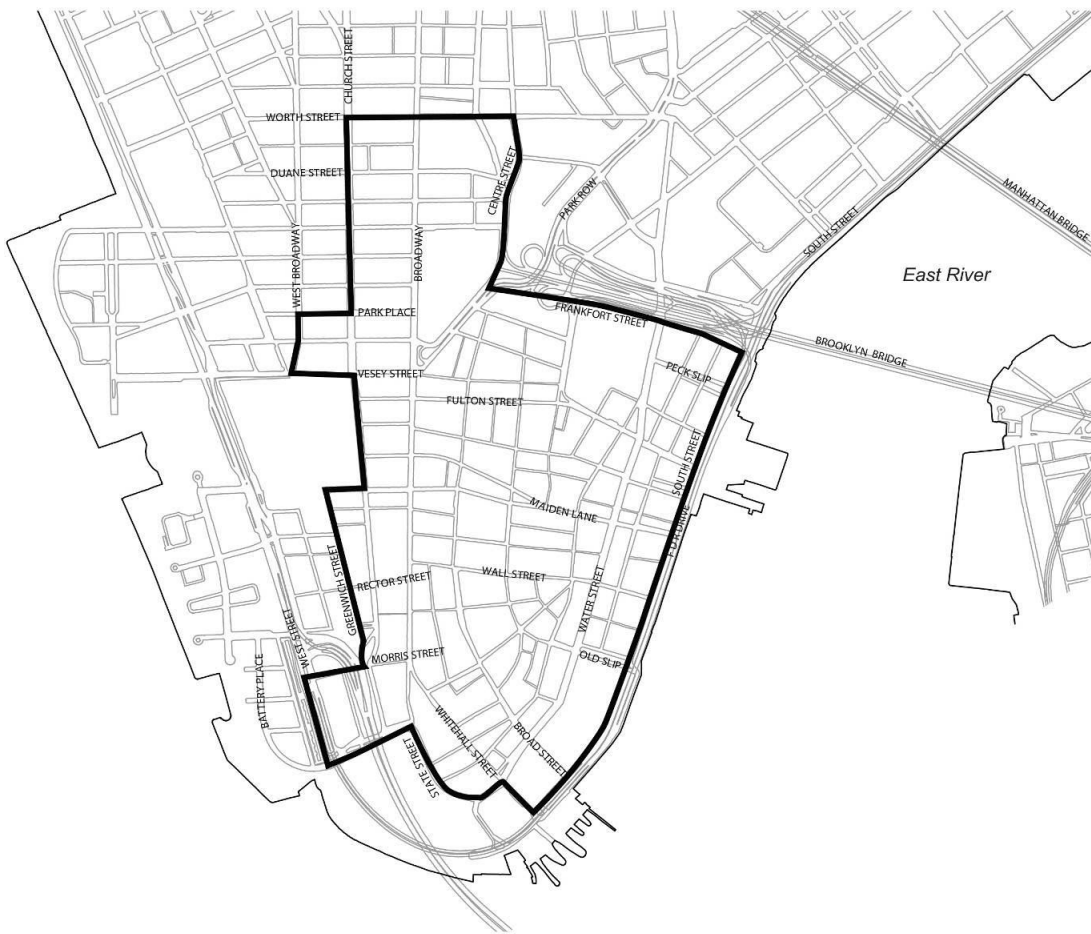 CHURCH STREET
WORTH STREET
DUANE STREET
CENTRE STREET
PARK ROW
MANHATTAN BRIDGE
SOUTH STREET
WEST BROADWAY
BROADWAY
East River
PARK PLACE
FRANKFORT STREET
BROOKLYN BRIDGE
VESEY STREET
PECK SLIP
FULTON STREET
SOUTH STREET
MAIDEN LANE
F D R DRIVE
GREENWICH STREET
RECTOR STREET
WALL STREET
WATER STREET
WEST STREET
MORRIS STREET
OLD SLIP
BATTERY PLACE
WHITEHALL STREET
BROAD STREET
STATE STREET